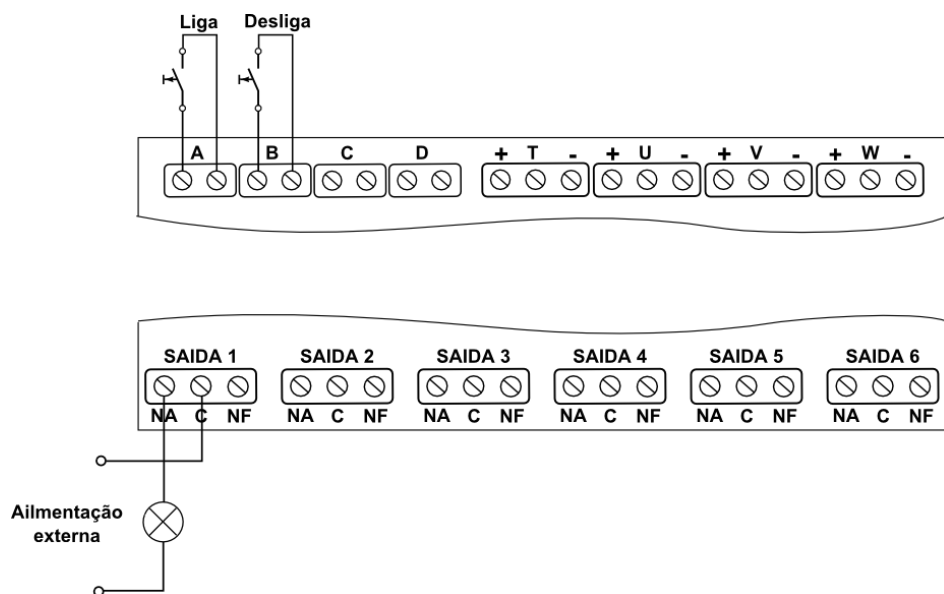 Liga Desliga
A B C D + T - + U - + V - + W -
SAIDA 1 SAIDA 2 SAIDA 3 SAIDA 4 SAIDA 5 SAIDA 6
NA C NF NA C NF NA C NF NA C NF NA C NF NA C NF
Ailmentação
externa